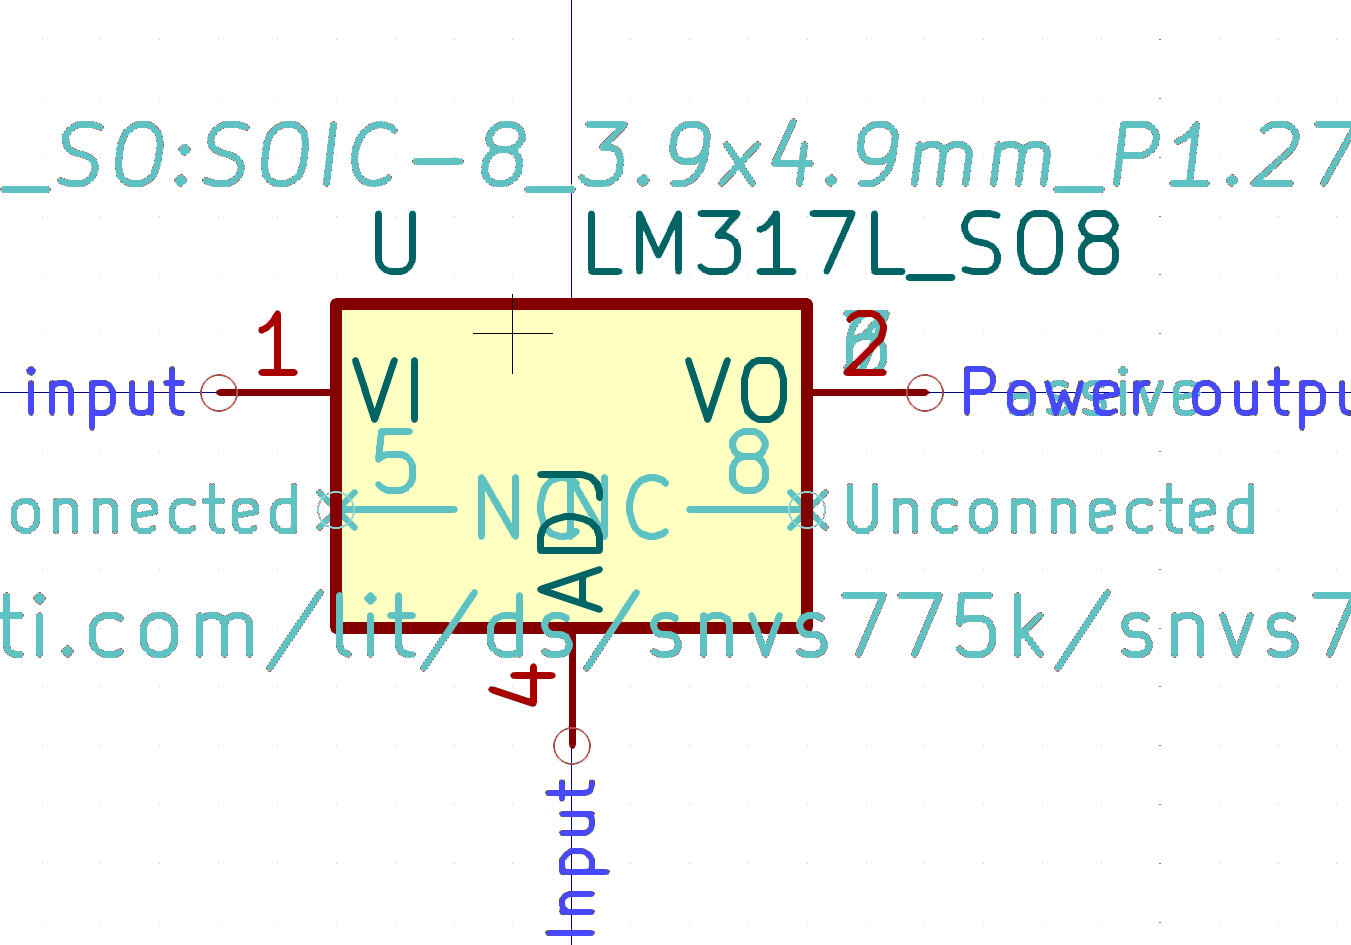 _SO:SOIC-8_3.9x4.9mm_P1.27
U LM317L_SO8
1 2
input VI VO Power outpu
5 8
onnected NC NC Unconnected
ADJ
ti.com/lit/ds/snvs775k/snvs7
4
Input